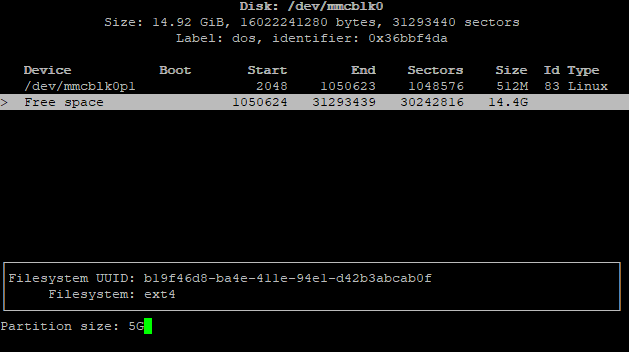 Disk: /dev/mmcblk0
Size: 14.92 GiB, 16022241280 bytes, 31293440 sectors
Label: dos, identifier: 0x36bbf4da
Device Boot Start End Sectors Size Id Type
/dev/mmcblk0p1 2048 1050623 1048576 512M 83 Linux
> Free space 1050624 31293439 30242816 14.4G
Filesystem UUID: b19f46d8-ba4e-411e-94e1-d42b3abcab0f
Filesystem: ext4
Partition size: 5G